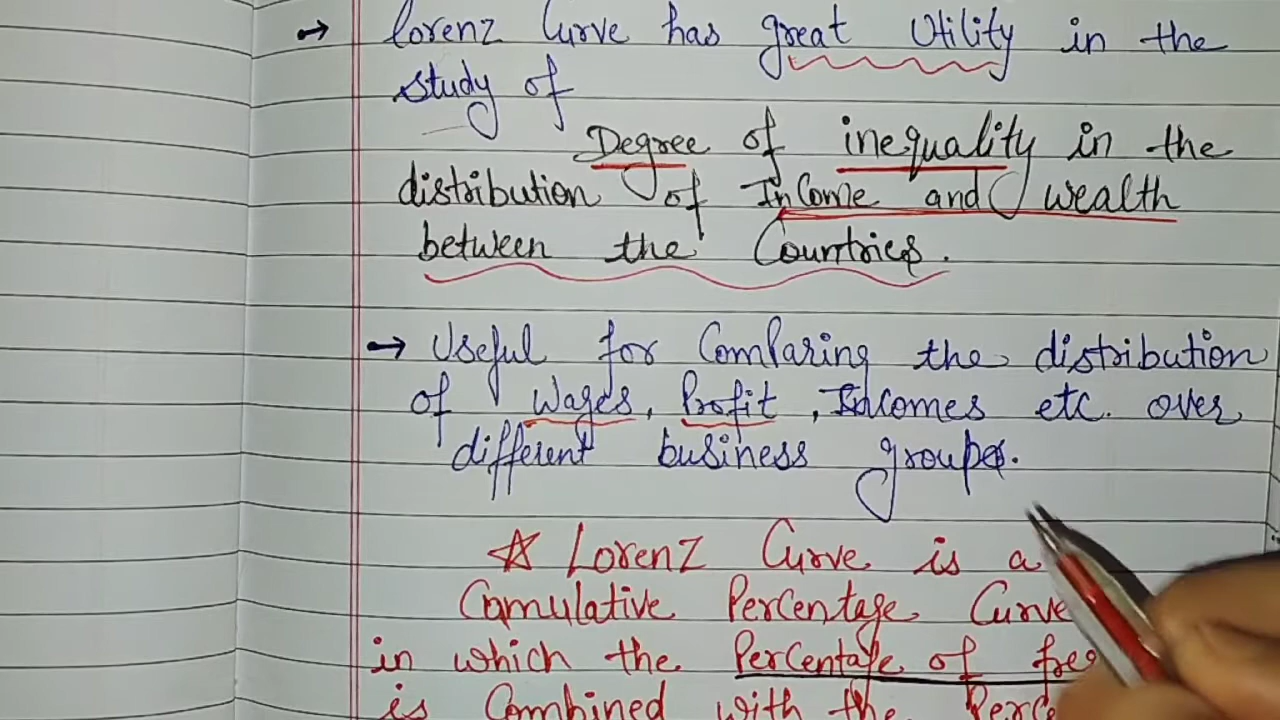 → Lorenz Curve has great Utility in the
study of
Degree of inequality in the
distribution of Income and wealth
between the Countries.
→ Useful for Comparing the distribution
of Wages, Profit, Incomes etc. over
different business groups.
☆ Lorenz Curve is a
Cumulative Percentage Curve
in which the Percentage of
is Combined with the